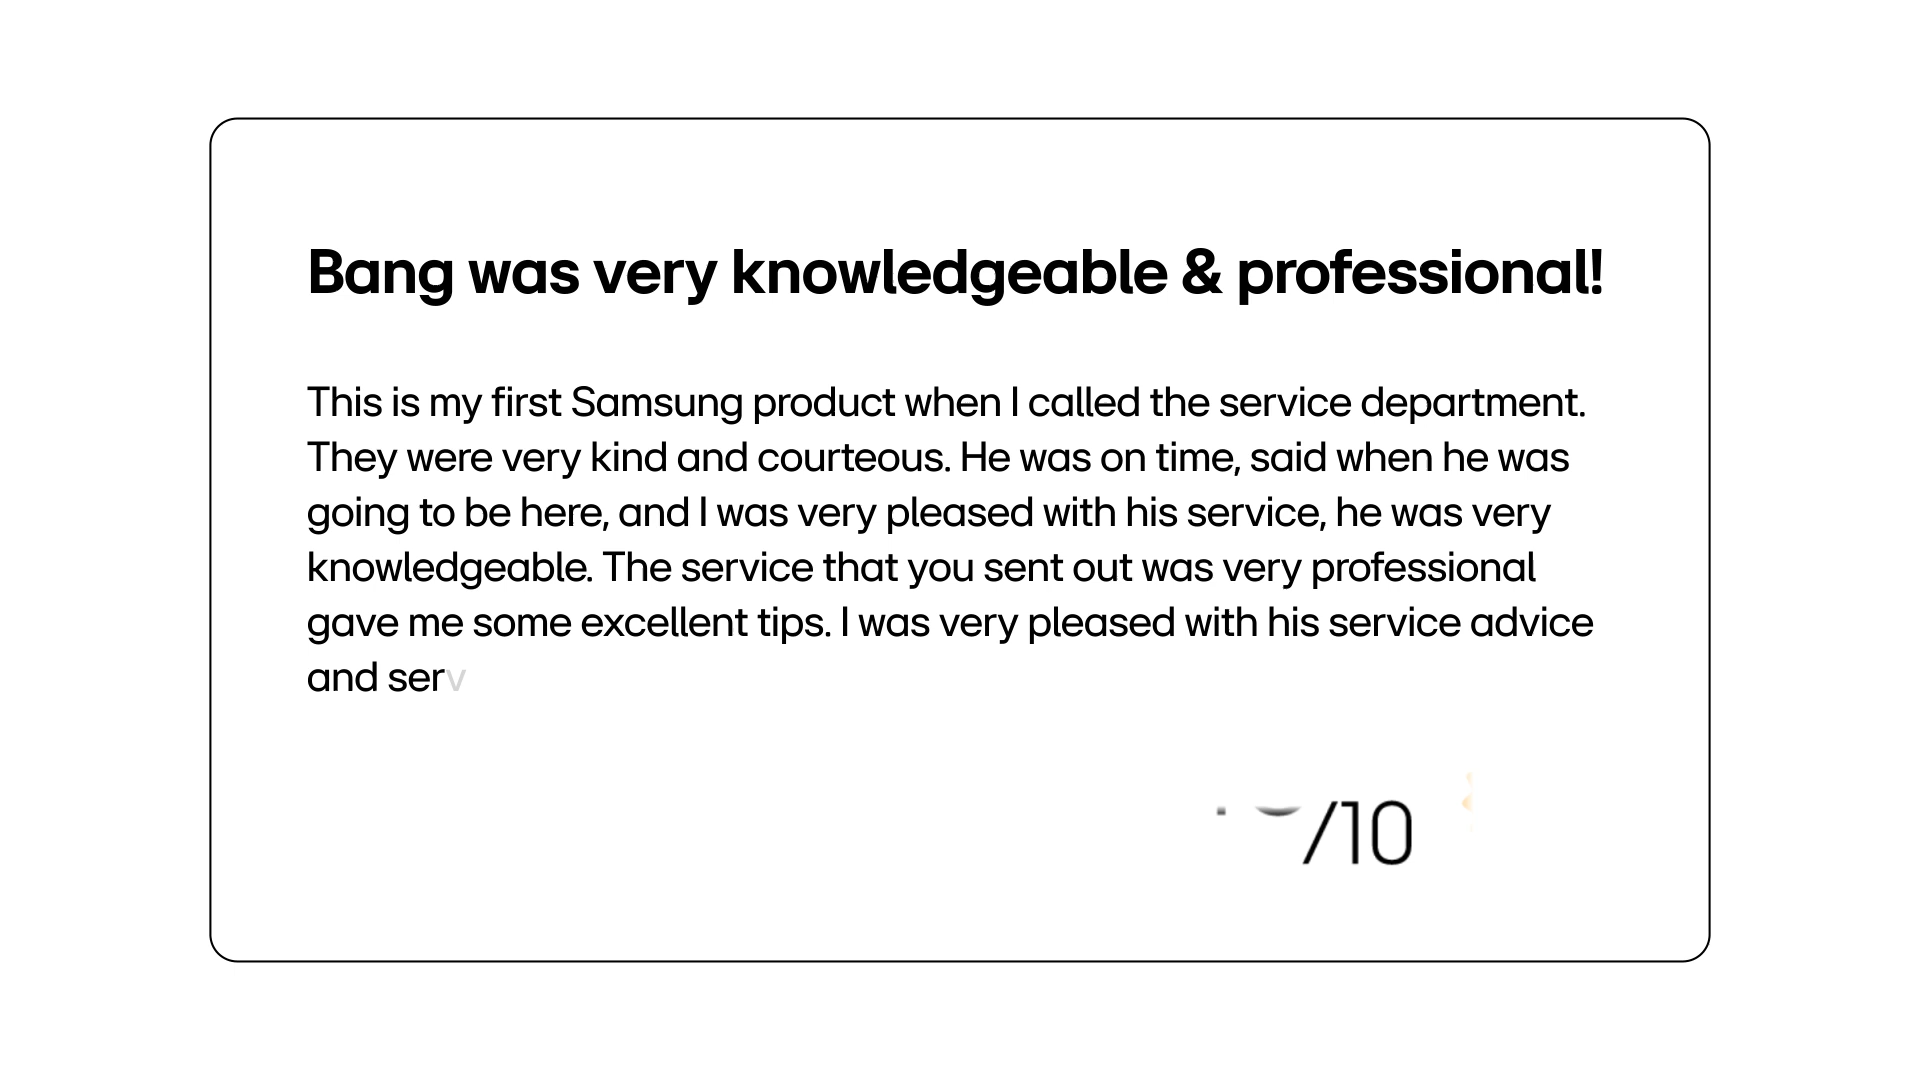 Bang was very knowledgeable & professional!
This is my first Samsung product when I called the service department.
They were very kind and courteous. He was on time, said when he was
going to be here, and I was very pleased with his service, he was very
knowledgeable. The service that you sent out was very professional
gave me some excellent tips. I was very pleased with his service advice
and serv
/10